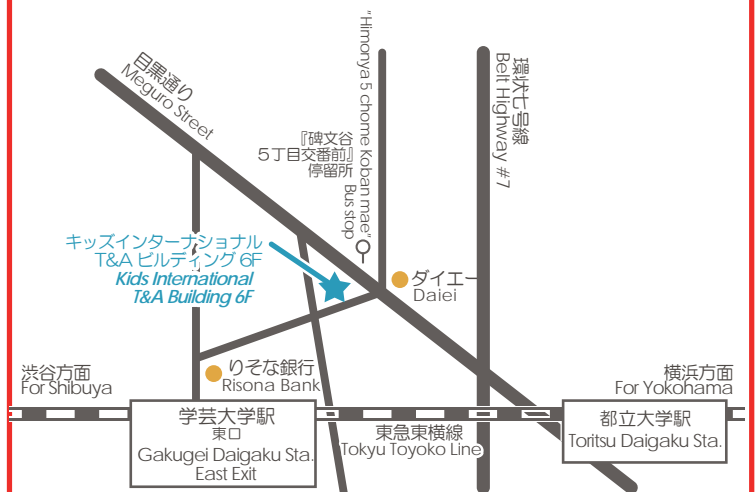 目黒通り
Meguro Street
"Himonya 5 chome Koban mae"
Bus stop
『碑文谷
5丁目交番前』
停留所
環状七号線
Belt Highway #7
キッズインターナショナル
T&A ビルディング 6F
Kids International
T&A Building 6F
ダイエー
Daiei
りそな銀行
Risona Bank
渋谷方面
For Shibuya
横浜方面
For Yokohama
学芸大学駅
東口
Gakugei Daigaku Sta.
East Exit
東急東横線
Tokyu Toyoko Line
都立大学駅
Toritsu Daigaku Sta.